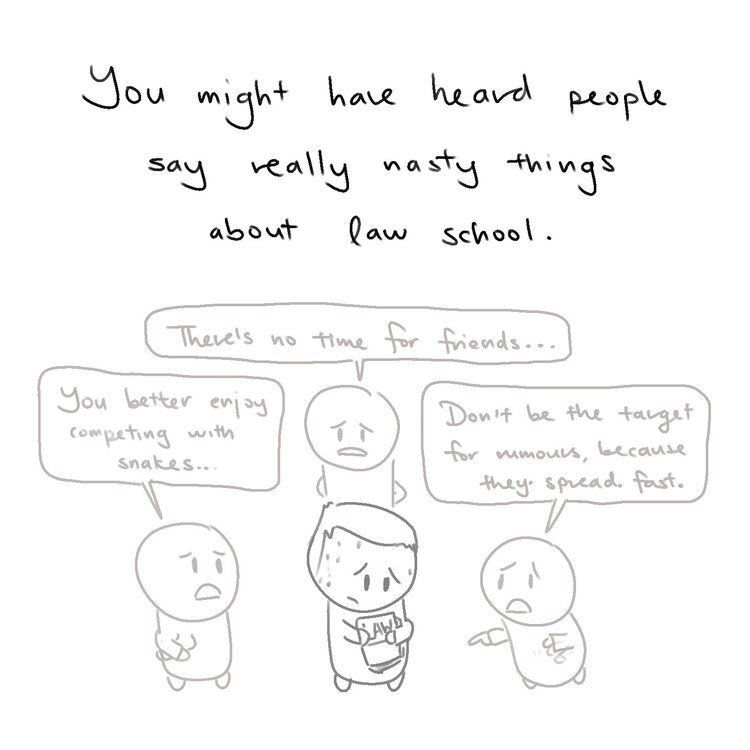 You might have heard people
say really nasty things
about law school.
There's no time for friends...
You better enjoy
competing with
snakes...
Don't be the target
for rumours, because
they spread fast.
LAW